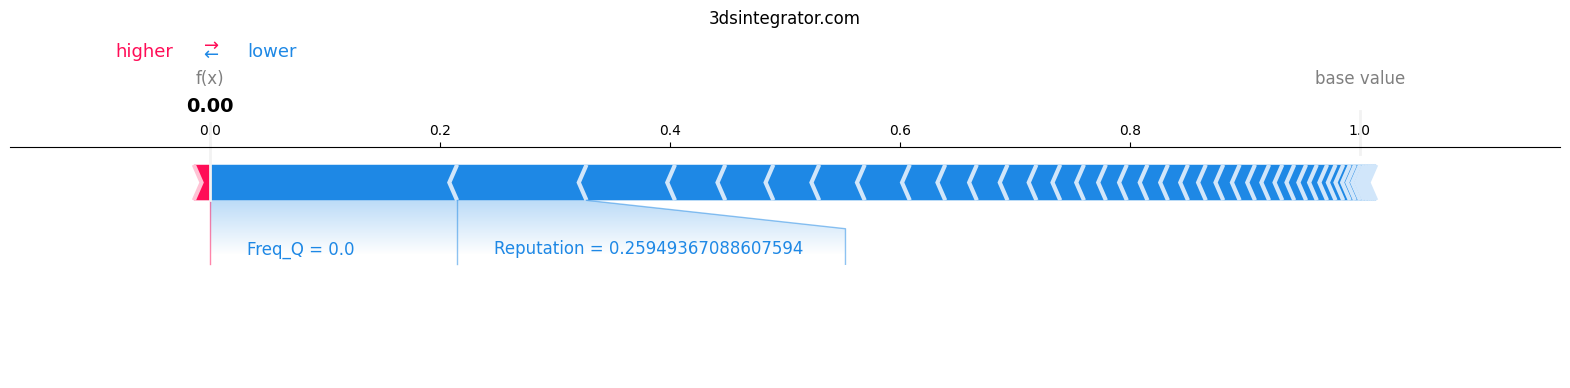 3dsintegrator.com
higher ⇄ lower
f(x) base value
0.00
0.0 0.2 0.4 0.6 0.8 1.0
Freq_Q = 0.0 Reputation = 0.25949367088607594